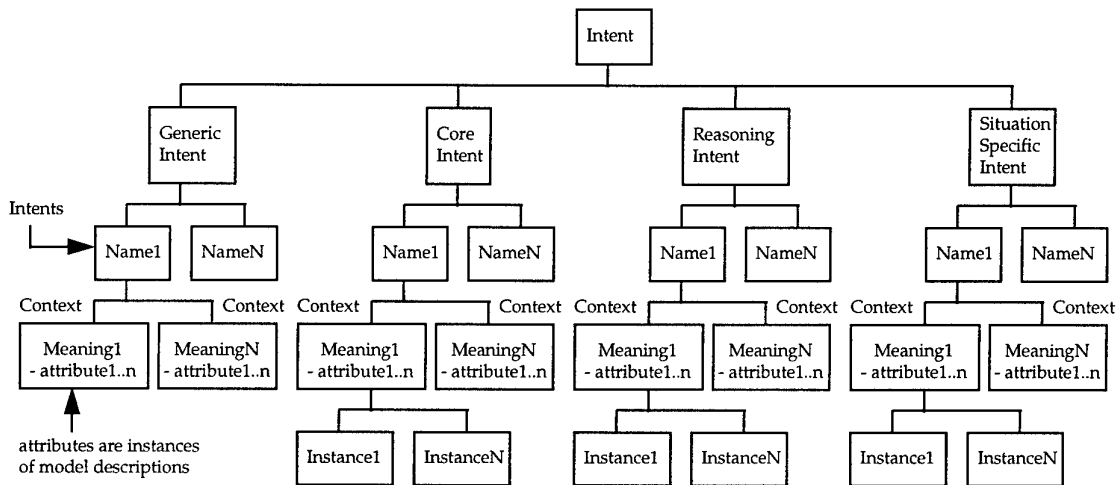 Intent
Generic
Intent
Core
Intent
Reasoning
Intent
Situation
Specific
Intent
Intents
Name1
NameN
Name1
NameN
Name1
NameN
Name1
NameN
Context
Context
Context
Context
Context
Context
Context
Context
Meaning1
- attribute1..n
MeaningN
- attribute1..n
Meaning1
- attribute1..n
MeaningN
- attribute1..n
Meaning1
- attribute1..n
MeaningN
- attribute1..n
Meaning1
- attribute1..n
MeaningN
- attribute1..n
attributes are instances
of model descriptions
Instance1
InstanceN
Instance1
InstanceN
Instance1
InstanceN